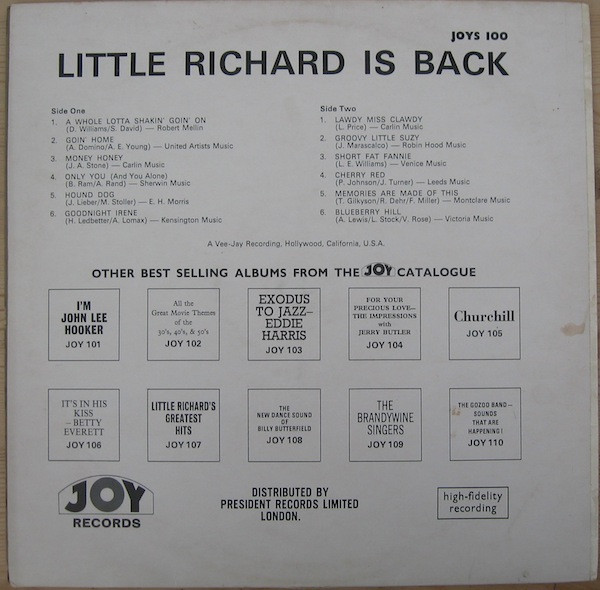 JOYS 100
LITTLE RICHARD IS BACK
Side One
1. A WHOLE LOTTA SHAKIN' GOIN' ON
(D. Williams/S. David) — Robert Mellin
2. GOIN' HOME
(A. Domino/A. E. Young) — United Artists Music
3. MONEY HONEY
(J. A. Stone) — Carlin Music
4. ONLY YOU (And You Alone)
(B. Ram/A. Rand) — Sherwin Music
5. HOUND DOG
(J. Lieber/M. Stoller) — E. H. Morris
6. GOODNIGHT IRENE
(H. Ledbetter/A. Lomax) — Kensington Music
Side Two
1. LAWDY MISS CLAWDY
(L. Price) — Carlin Music
2. GROOVY LITTLE SUZY
(J. Marascalco) — Robin Hood Music
3. SHORT FAT FANNIE
(L. E. Williams) — Venice Music
4. CHERRY RED
(P. Johnson/J. Turner) — Leeds Music
5. MEMORIES ARE MADE OF THIS
(T. Gilkyson/R. Dehr/F. Miller) — Montclare Music
6. BLUEBERRY HILL
(A. Lewis/L. Stock/V. Rose) — Victoria Music
A Vee-Jay Recording, Hollywood, California, U.S.A.
OTHER BEST SELLING ALBUMS FROM THE JOY CATALOGUE
I'M
JOHN LEE
HOOKER
JOY 101
All the
Great Movie Themes
of the
30's, 40's, & 50's
JOY 102
EXODUS
TO JAZZ—
EDDIE
HARRIS
JOY 103
FOR YOUR
PRECIOUS LOVE—
THE IMPRESSIONS
with
JERRY BUTLER
JOY 104
Churchill
JOY 105
IT'S IN HIS
KISS
– BETTY
EVERETT
JOY 106
LITTLE RICHARD'S
GREATEST
HITS
JOY 107
THE
NEW DANCE SOUND
OF
BILLY BUTTERFIELD
JOY 108
THE
BRANDYWINE
SINGERS
JOY 109
THE GOZOO BAND—
SOUNDS
THAT ARE
HAPPENING!
JOY 110
JOY
RECORDS
DISTRIBUTED BY
PRESIDENT RECORDS LIMITED
LONDON.
high-fidelity
recording